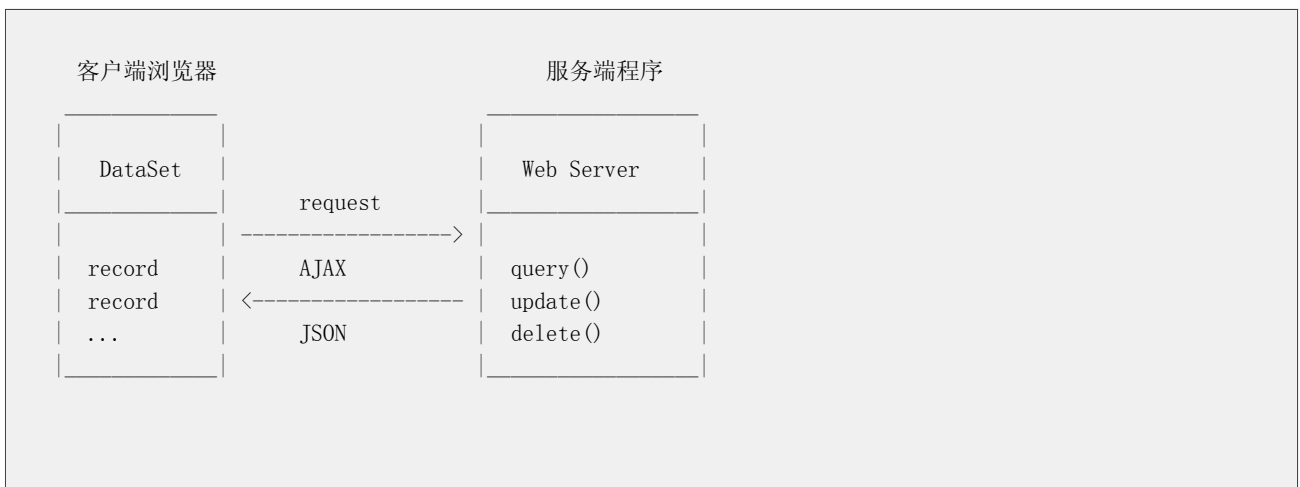 客户端浏览器 服务端程序
DataSet Web Server
request
------------------>
record AJAX query()
record <------------------ update()
... JSON delete()